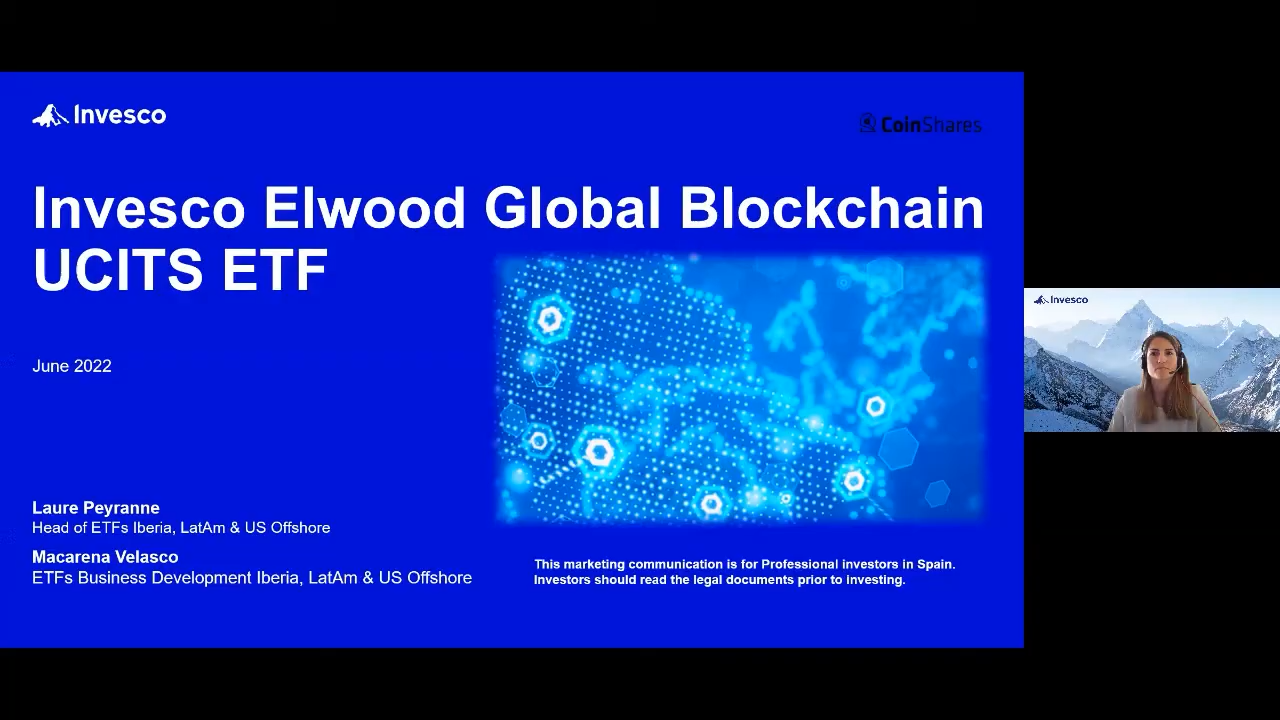 Invesco
CoinShares
Invesco Elwood Global Blockchain
UCITS ETF
June 2022
Laure Peyranne
Head of ETFs Iberia, LatAm & US Offshore
Macarena Velasco
ETFs Business Development Iberia, LatAm & US Offshore
This marketing communication is for Professional investors in Spain.
Investors should read the legal documents prior to investing.
Invesco